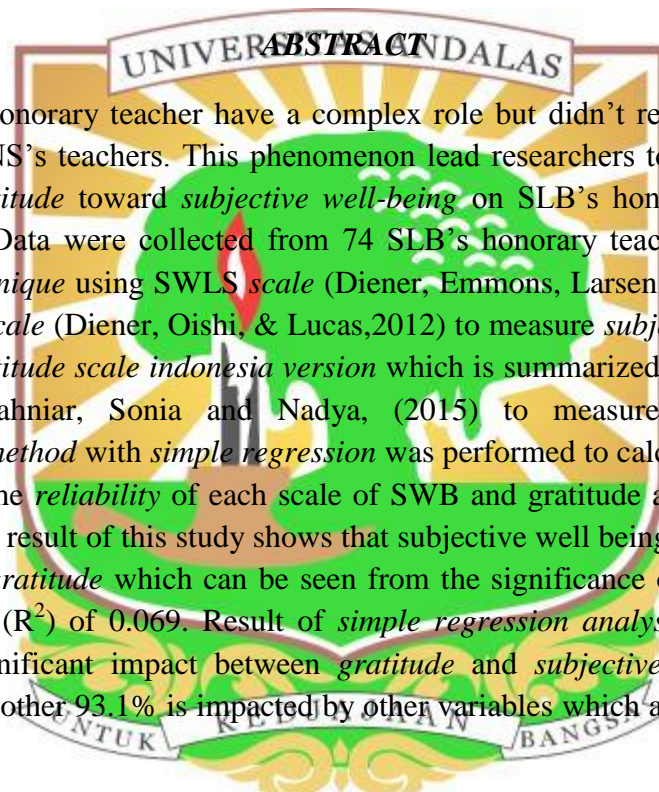 UNIVERSITAS ANDALAS
ABSTRACT
onorary teacher have a complex role but didn’t re
NS’s teachers. This phenomenon lead researchers to
itude toward subjective well-being on SLB’s hon
Data were collected from 74 SLB’s honorary teac
nique using SWLS scale (Diener, Emmons, Larsen
cale (Diener, Oishi, & Lucas,2012) to measure subj
titude scale indonesia version which is summarized
ahniar, Sonia and Nadya, (2015) to measure
method with simple regression was performed to calc
he reliability of each scale of SWB and gratitude a
result of this study shows that subjective well being
gratitude which can be seen from the significance
(R²) of 0.069. Result of simple regression analys
nificant impact between gratitude and subjective
other 93.1% is impacted by other variables which a
UNTUK KEDJAJAAN BANGSA